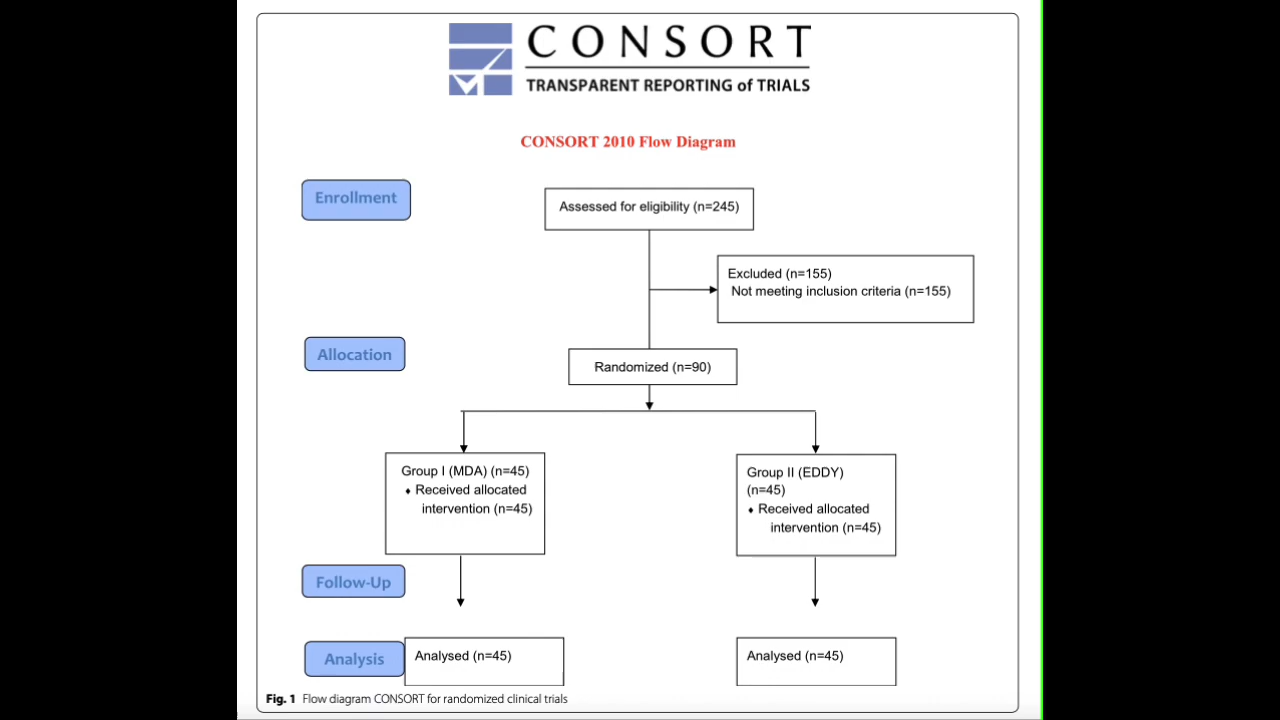 CONSORT
TRANSPARENT REPORTING of TRIALS
CONSORT 2010 Flow Diagram
Enrollment
Assessed for eligibility (n=245)
Excluded (n=155)
Not meeting inclusion criteria (n=155)
Allocation
Randomized (n=90)
Group I (MDA) (n=45)
♦ Received allocated
intervention (n=45)
Group II (EDDY)
(n=45)
♦ Received allocated
intervention (n=45)
Follow-Up
Analysis
Analysed (n=45)
Analysed (n=45)
Fig. 1 Flow diagram CONSORT for randomized clinical trials